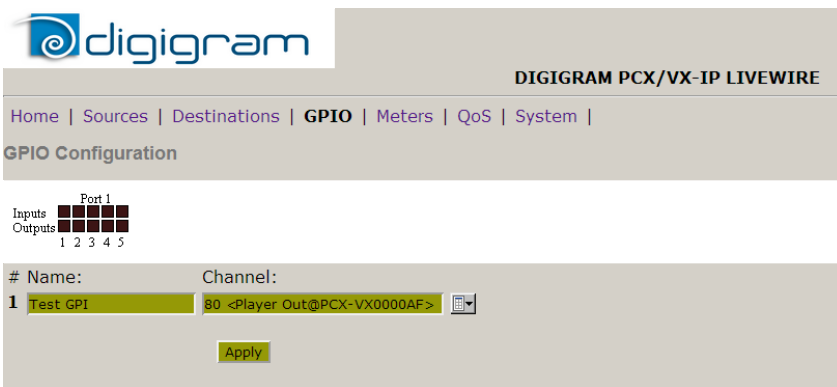 digigram
DIGIGRAM PCX/VX-IP LIVEWIRE
Home | Sources | Destinations | GPIO | Meters | QoS | System |
GPIO Configuration
Port 1
Inputs
Outputs
1 2 3 4 5
# Name: Channel:
1 Test GPI 80 <Player Out@PCX-VX0000AF>
Apply